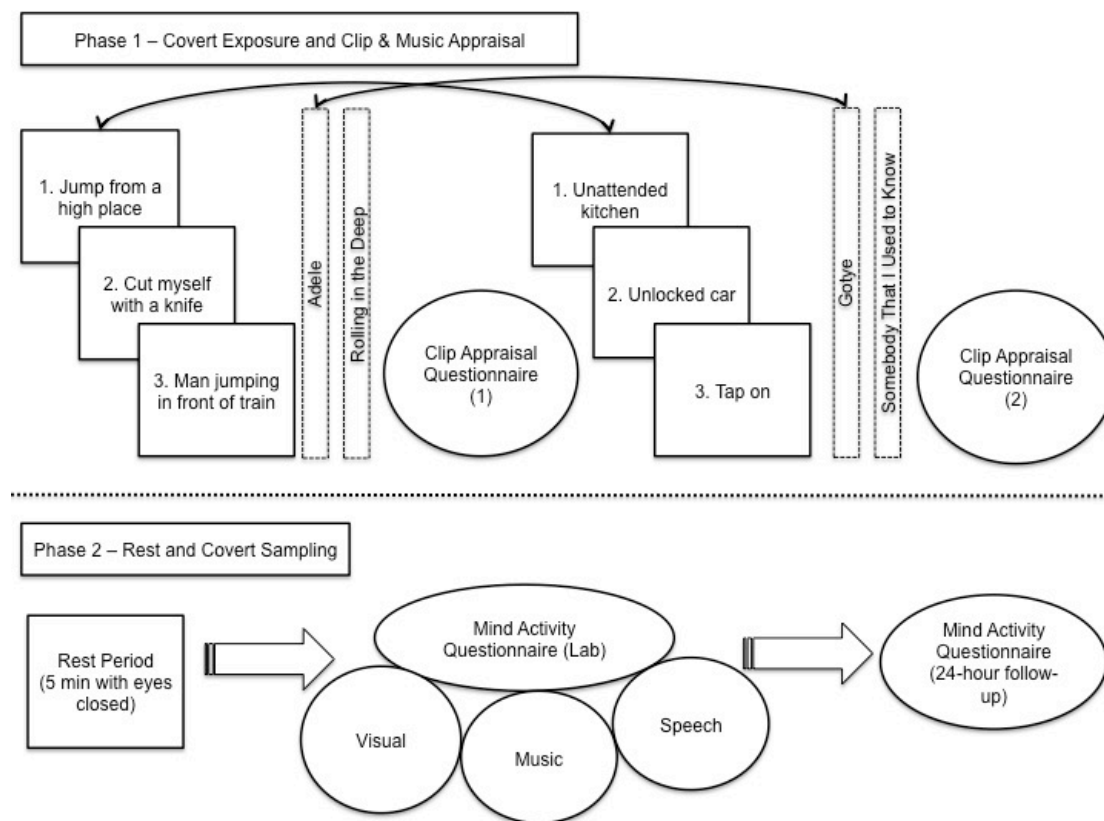 Phase 1 – Covert Exposure and Clip & Music Appraisal
1. Jump from a
high place
2. Cut myself
with a knife
3. Man jumping
in front of train
Adele
Rolling in the Deep
Clip Appraisal
Questionnaire
(1)
1. Unattended
kitchen
2. Unlocked car
3. Tap on
Gotye
Somebody That I Used to Know
Clip Appraisal
Questionnaire
(2)
Phase 2 – Rest and Covert Sampling
Rest Period
(5 min with eyes
closed)
Mind Activity
Questionnaire (Lab)
Visual
Music
Speech
Mind Activity
Questionnaire
(24-hour follow-
up)